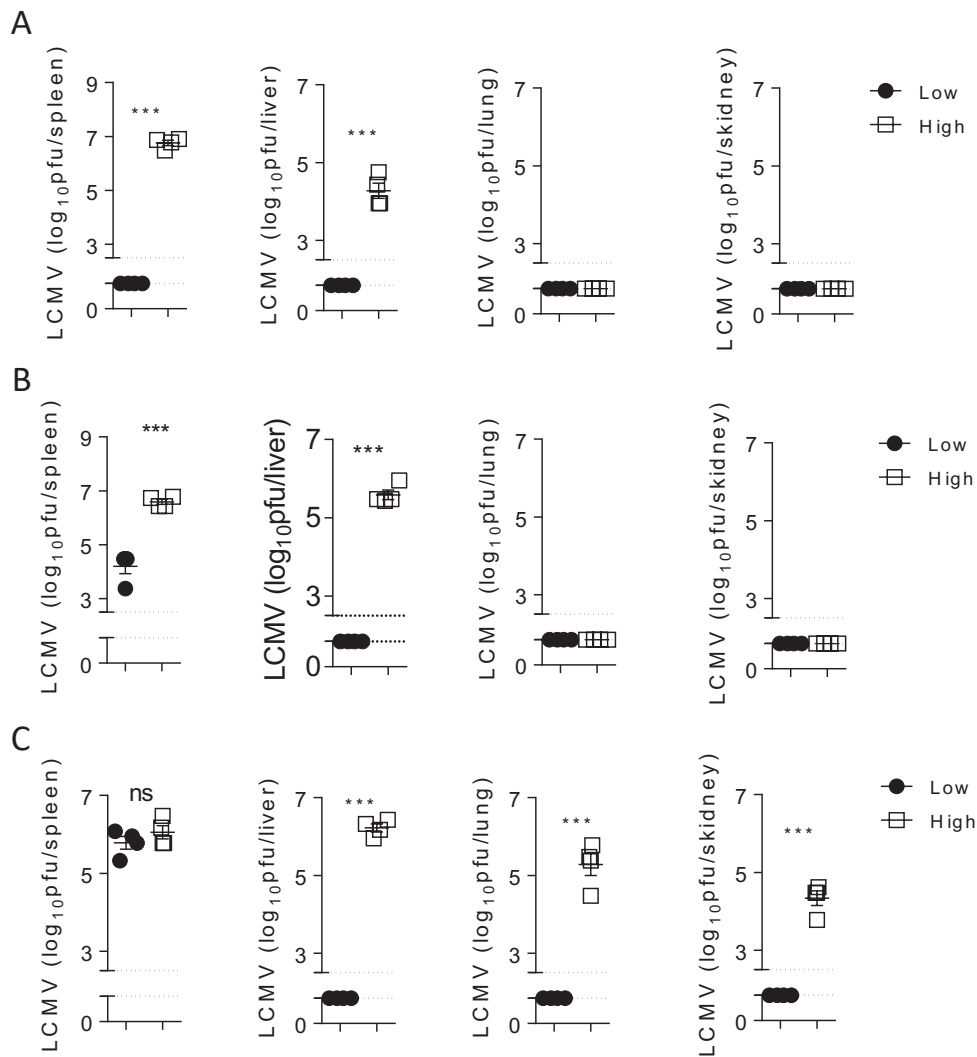 A
LCMV (log10pfu/spleen)
9
7
5
3
0
***
LCMV (log10pfu/liver)
7
5
3
0
***
LCMV (log10pfu/lung)
7
5
3
0
LCMV (log10pfu/skidney)
7
5
3
0
Low
High
B
LCMV (log10pfu/spleen)
9
7
5
3
0
***
LCMV (log10pfu/liver)
7
5
3
0
***
LCMV (log10pfu/lung)
7
5
3
0
LCMV (log10pfu/skidney)
7
5
3
0
Low
High
C
LCMV (log10pfu/spleen)
7
5
3
0
ns
LCMV (log10pfu/liver)
7
5
3
0
***
LCMV (log10pfu/lung)
7
5
3
0
***
LCMV (log10pfu/skidney)
7
5
3
0
***
Low
High